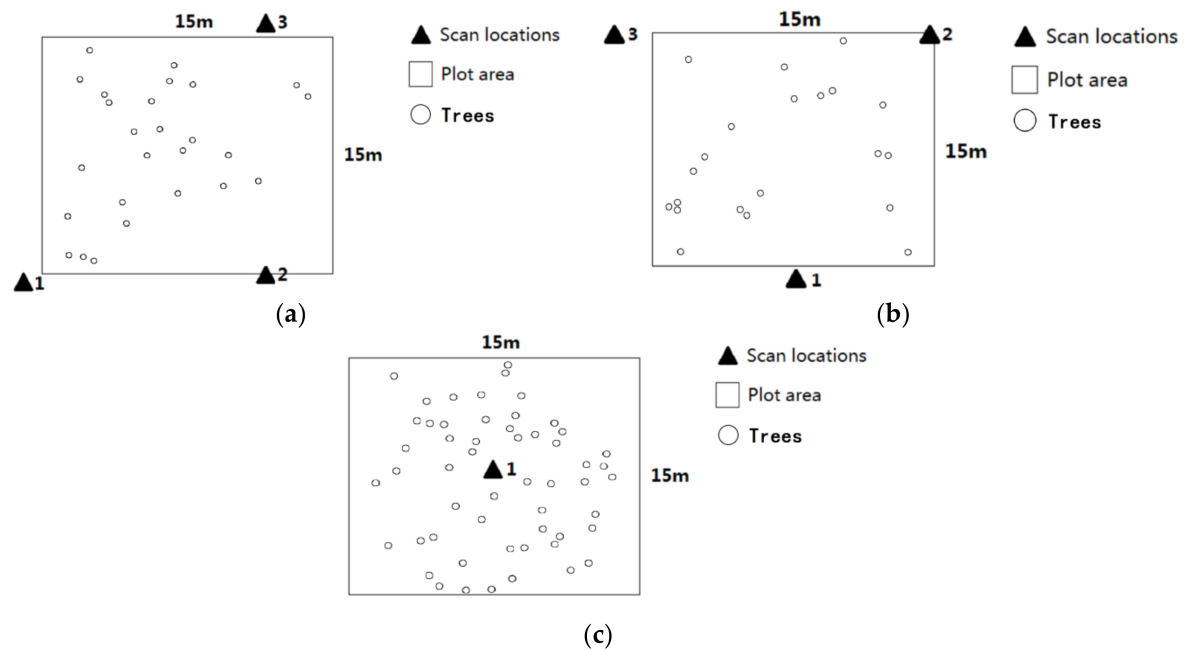 15m
3
Scan locations
Plot area
Trees
15m
1
2
(a)
15m
3
2
Scan locations
Plot area
Trees
15m
1
(b)
15m
Scan locations
Plot area
Trees
1
15m
(c)